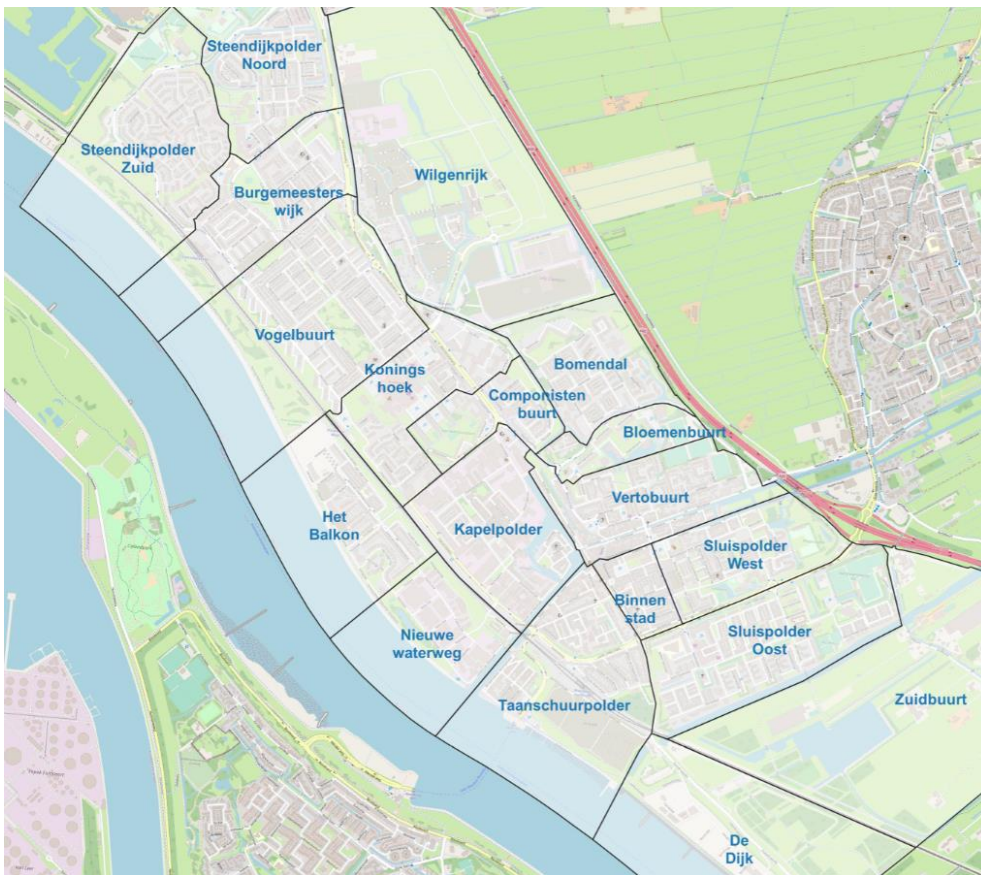 Steendijkpolder
Noord
Steendijkpolder
Zuid
Wilgenrijk
Burgemeesters
wijk
Vogelbuurt
Konings
hoek
Bomendal
Componisten
buurt
Bloemenbuurt
Vertobuurt
Het
Balkon
Kapelpolder
Sluispolder
West
Binnen
stad
Nieuwe
waterweg
Sluispolder
Oost
Taanschuurpolder
Zuidbuurt
De
Dijk